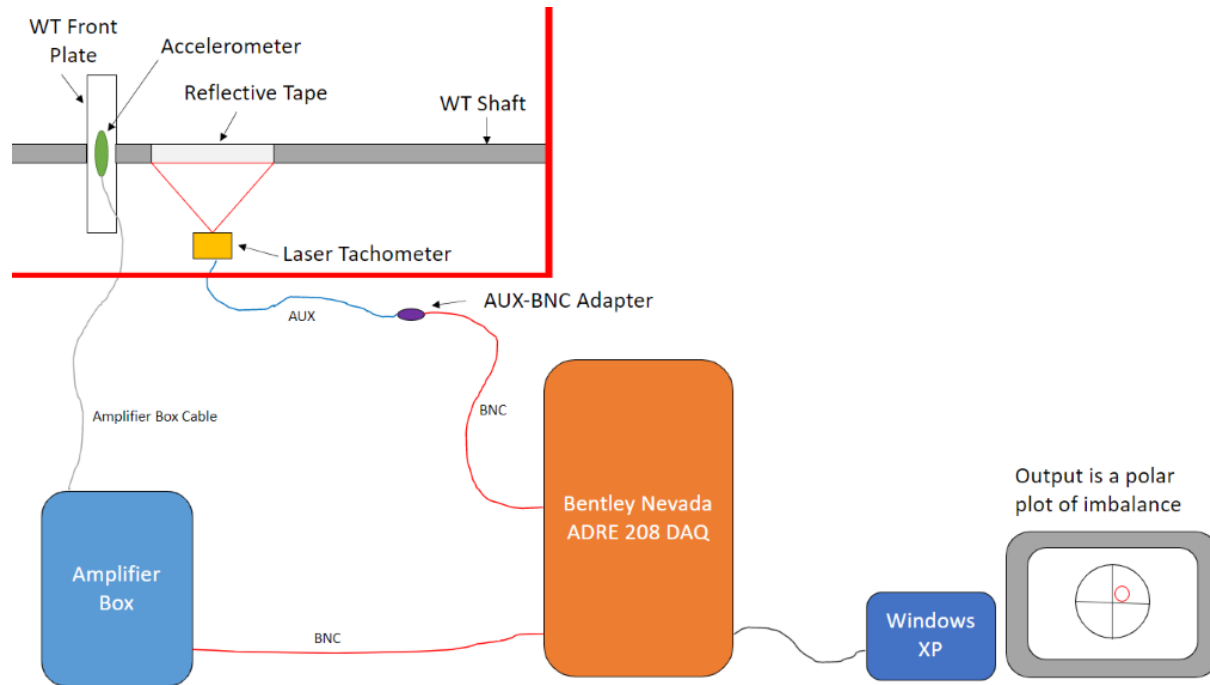 WT Front
Plate
Accelerometer
Reflective Tape
WT Shaft
Laser Tachometer
AUX-BNC Adapter
AUX
BNC
Amplifier Box Cable
Bentley Nevada
ADRE 208 DAQ
Output is a polar
plot of imbalance
Amplifier
Box
BNC
Windows
XP